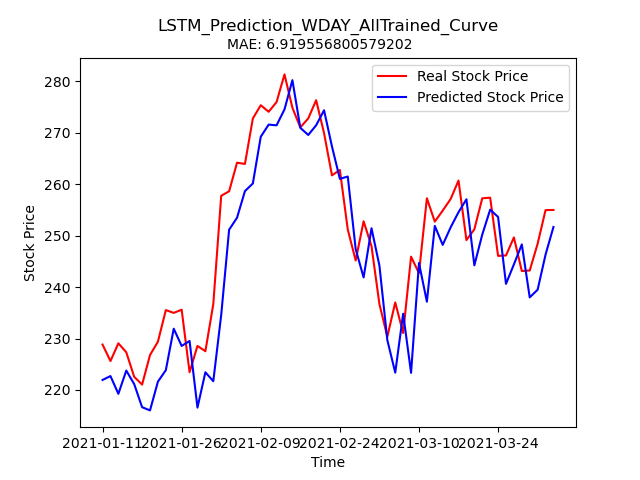 LSTM_Prediction_WDAY_AllTrained_Curve
MAE: 6.919556800579202
Real Stock Price
Predicted Stock Price
280
270
260
250
240
230
220
Stock Price
2021-01-11 2021-01-26 2021-02-09 2021-02-24 2021-03-10 2021-03-24
Time